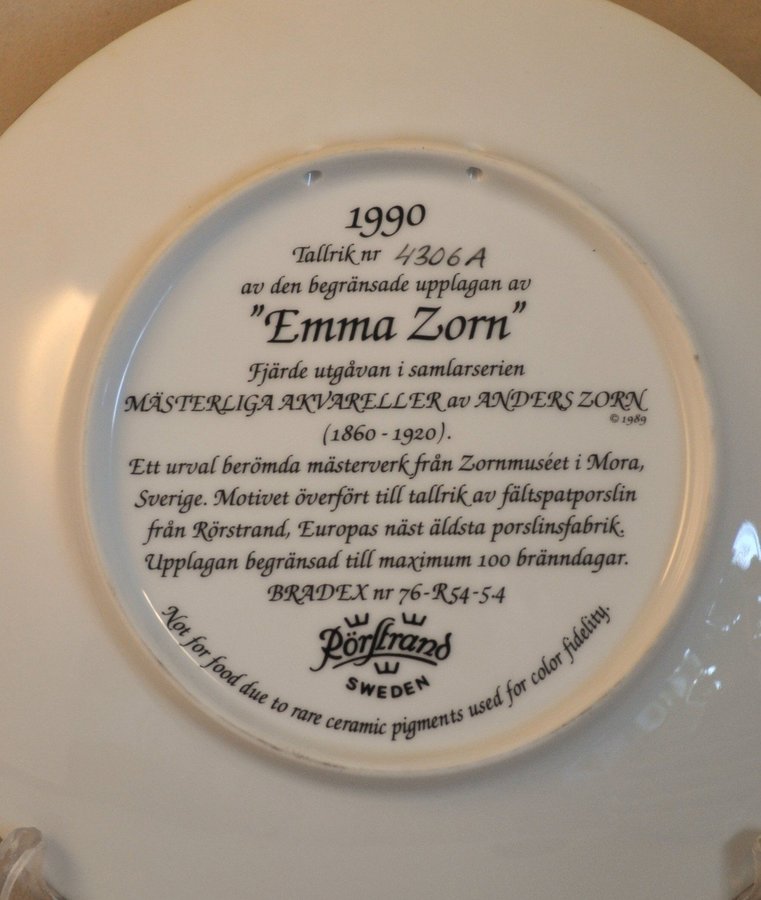 1990
Tallrik nr 4306A
av den begränsade upplagan av
"Emma Zorn"
Fjärde utgåvan i samlarserien
MÄSTERLIGA AKVARELLER av ANDERS ZORN
© 1989
(1860 - 1920).
Ett urval berömda mästerverk från Zornmuséet i Mora,
Sverige. Motivet överfört till tallrik av fältspatporslin
från Rörstrand, Europas näst äldsta porslinsfabrik.
Upplagan begränsad till maximum 100 bränndagar.
BRADEX nr 76-R54-5.4
Rörstrand
SWEDEN
Not for food due to rare ceramic pigments used for color fidelity.